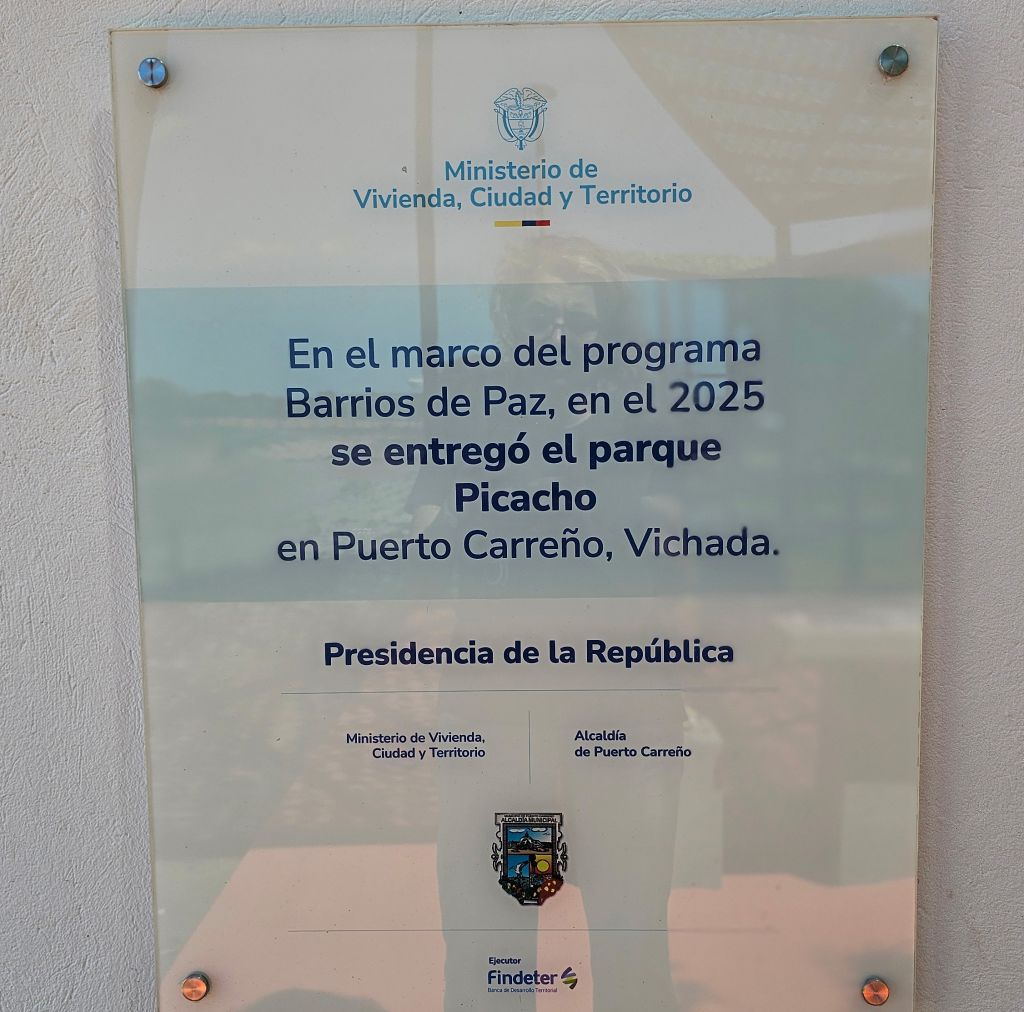 Ministerio de
Vivienda, Ciudad y Territorio
En el marco del programa
Barrios de Paz, en el 2025
se entregó el parque
Picacho
en Puerto Carreño, Vichada.
Presidencia de la República
Ministerio de Vivienda,
Ciudad y Territorio
Alcaldía
de Puerto Carreño
ALCALDÍA MUNICIPAL
Ejecutor
Findeter
Banca de Desarrollo Territorial